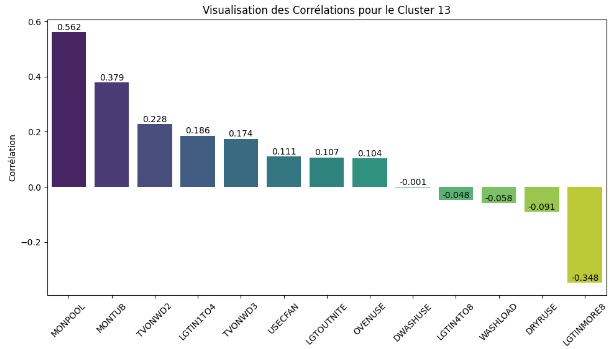 Visualisation des Corrélations pour le Cluster 13
Corrélation
0.6
0.4
0.2
0.0
−0.2
0.562
0.379
0.228
0.186
0.174
0.111
0.107
0.104
-0.001
-0.048
-0.058
-0.091
-0.348
MONPOOL
MONTUB
TVONWD2
LGTIN1TO4
TVONWD3
USECFAN
LGTOUTNITE
OVENUSE
DWASHUSE
LGTIN4TO8
WASHLOAD
DRYRUSE
LGTINMORE8